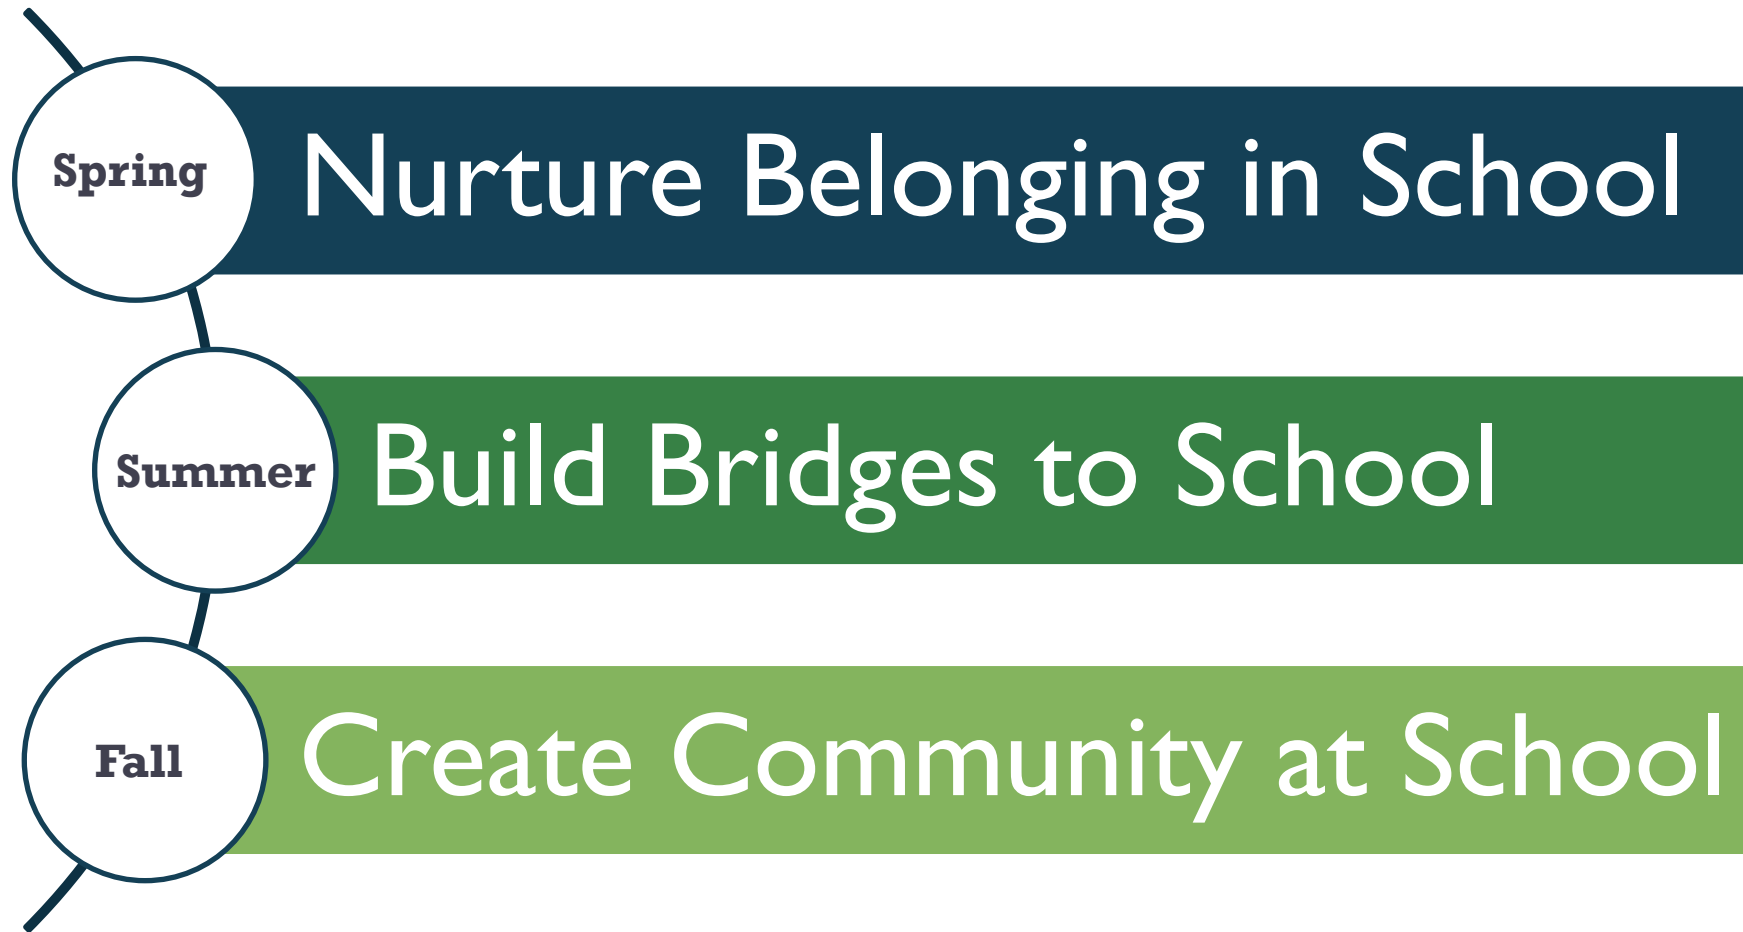 Spring
Nurture Belonging in School
Summer
Build Bridges to School
Fall
Create Community at School